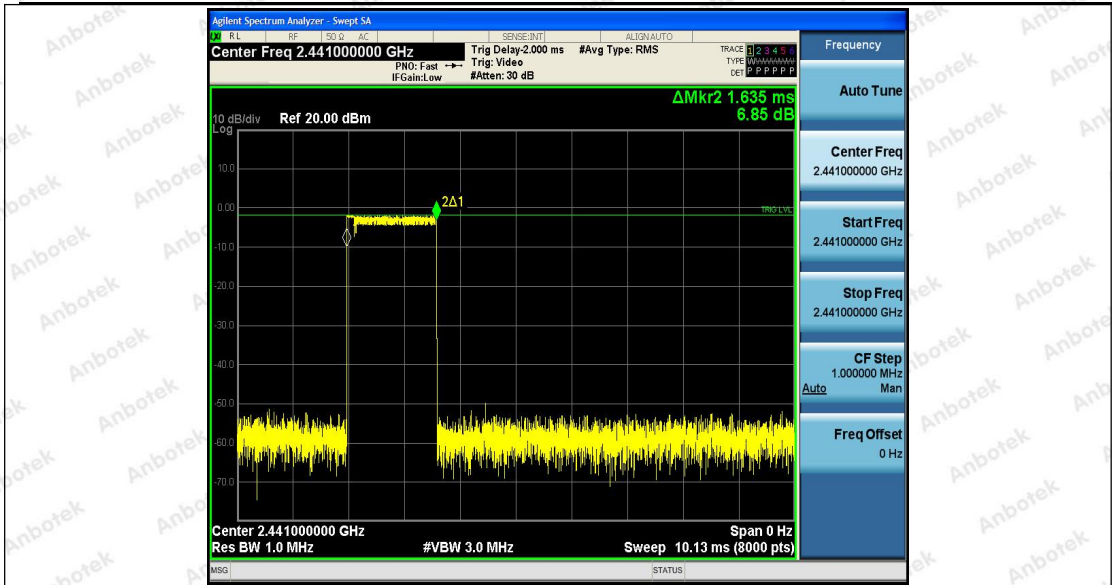 Agilent Spectrum Analyzer - Swept SA
RL RF 50 Ω AC SENSE:INT ALIGN AUTO
Center Freq 2.441000000 GHz
PNO: Fast
IFGain:Low
Trig Delay-2.000 ms
Trig: Video
#Atten: 30 dB
#Avg Type: RMS
TRACE 1 2 3 4 5 6
TYPE
DET P P P P P P
Frequency
ΔMkr2 1.635 ms
6.85 dB
10 dB/div Ref 20.00 dBm
Log
10.0
0.00
-10.0
-20.0
-30.0
-40.0
-50.0
-60.0
-70.0
2Δ1
TRIG LVL
Center 2.441000000 GHz
Span 0 Hz
Res BW 1.0 MHz
#VBW 3.0 MHz
Sweep 10.13 ms (8000 pts)
MSG
STATUS
Auto Tune
Center Freq
2.441000000 GHz
Start Freq
2.441000000 GHz
Stop Freq
2.441000000 GHz
CF Step
1.000000 MHz
Auto Man
Freq Offset
0 Hz
Anbotek